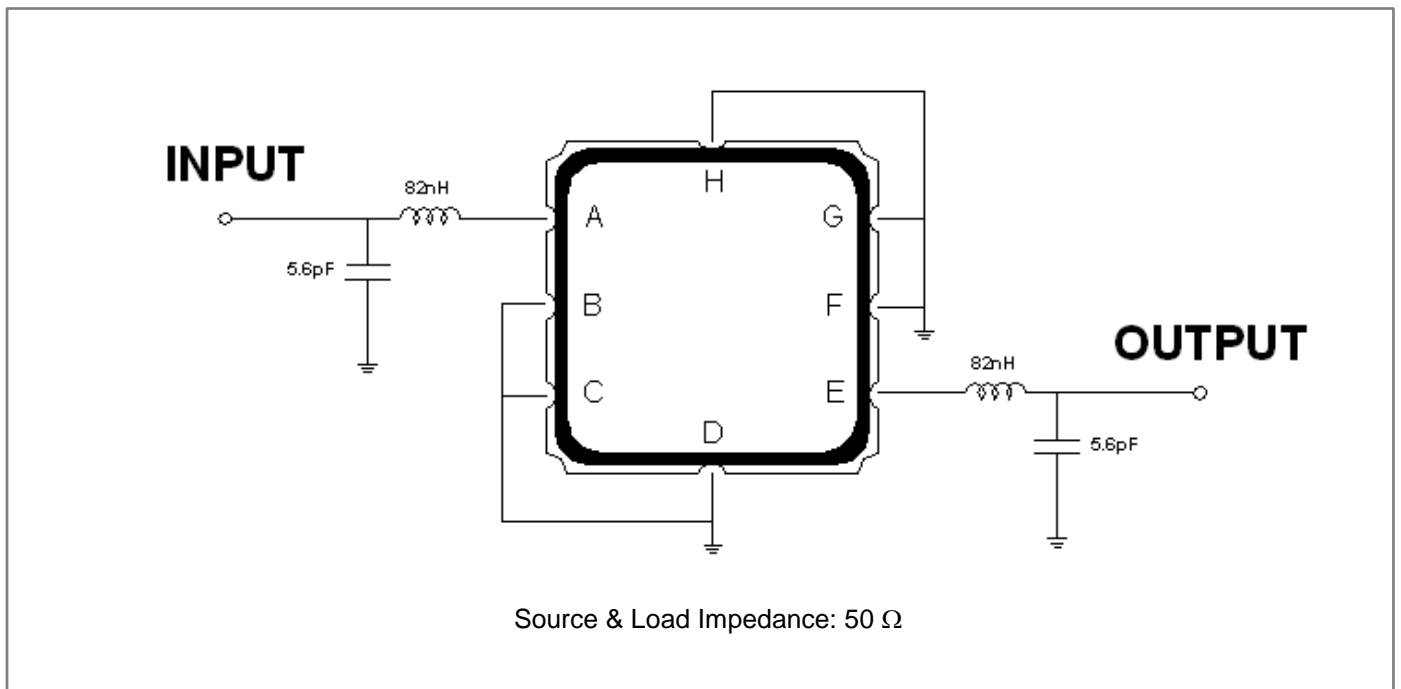 INPUT
82nH
5.6pF
H
A
G
B
F
C
E
D
OUTPUT
82nH
5.6pF
Source & Load Impedance: 50 Ω